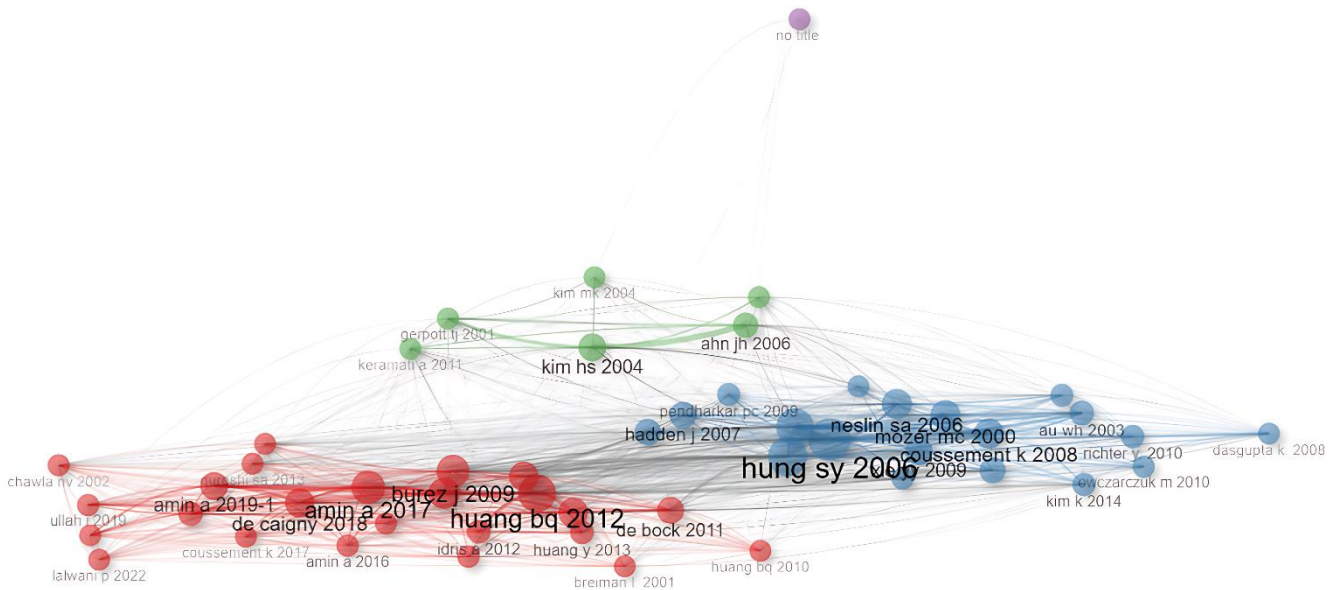 no title
kim mk 2004
gerpott tj 2001
ahn jh 2006
keramati a 2011
kim hs 2004
pendharkar pc 2009
hadden j 2007
neslin sa 2006
mozer mc 2000
au wh 2003
coussement k 2008
richter y 2010
dasgupta k 2008
hung sy 2006
2009
owczarczuk m 2010
kim k 2014
chawla nv 2002
qureshi sa 2013
burez j 2009
amin a 2019-1
amin a 2017
ullah i 2019
de caigny 2018
huang bq 2012
de bock 2011
coussement k 2017
idris a 2012
huang y 2013
amin a 2016
huang bq 2010
lalwani p 2022
breiman l 2001